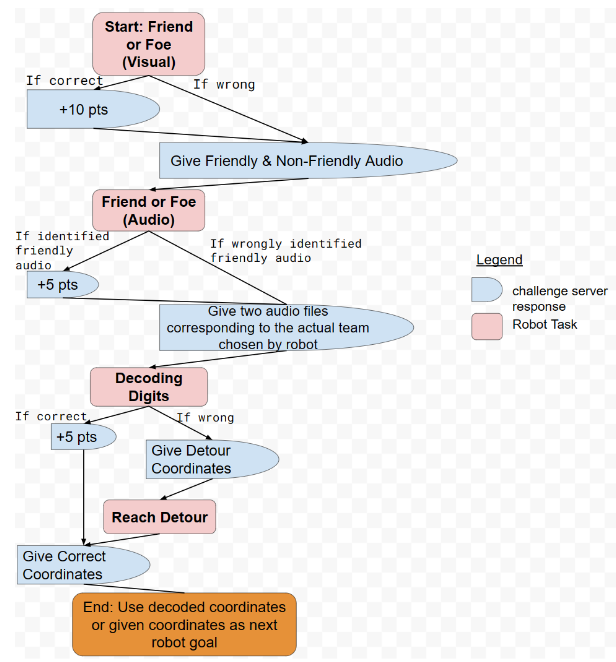 Start: Friend
or Foe
(Visual)
If correct
If wrong
+10 pts
Give Friendly & Non-Friendly Audio
Friend or Foe
(Audio)
If identified
friendly
audio
If wrongly identified
friendly audio
+5 pts
Give two audio files
corresponding to the actual team
chosen by robot
Legend
challenge server
response
Robot Task
Decoding
Digits
If correct
If wrong
+5 pts
Give Detour
Coordinates
Reach Detour
Give Correct
Coordinates
End: Use decoded coordinates
or given coordinates as next
robot goal